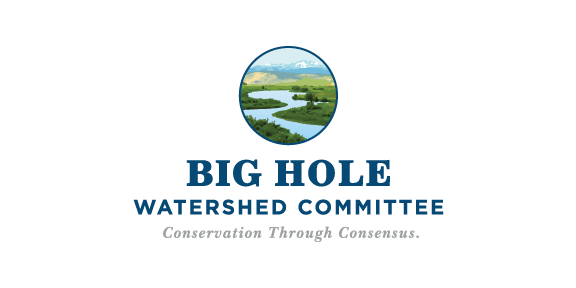 BIG HOLE
WATERSHED COMMITTEE
Conservation Through Consensus.